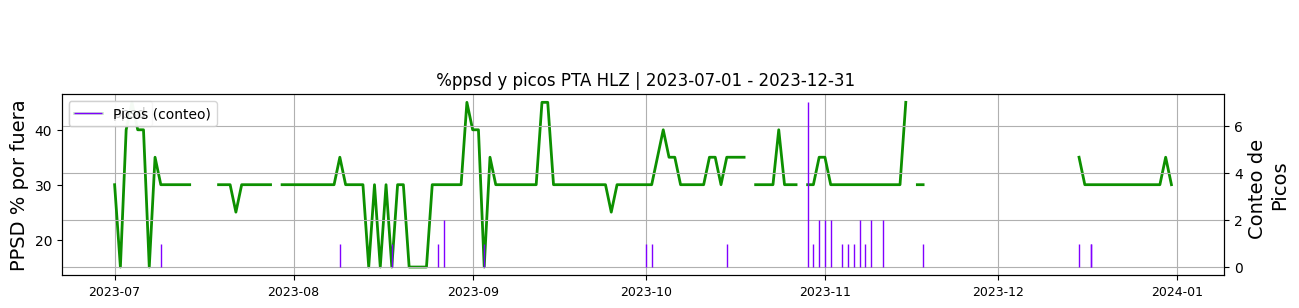 %ppsd y picos PTA HLZ | 2023-07-01 - 2023-12-31
Picos (conteo)
PPSD % por fuera
40
30
20
Conteo de
Picos
6
4
2
0
2023-07
2023-08
2023-09
2023-10
2023-11
2023-12
2024-01